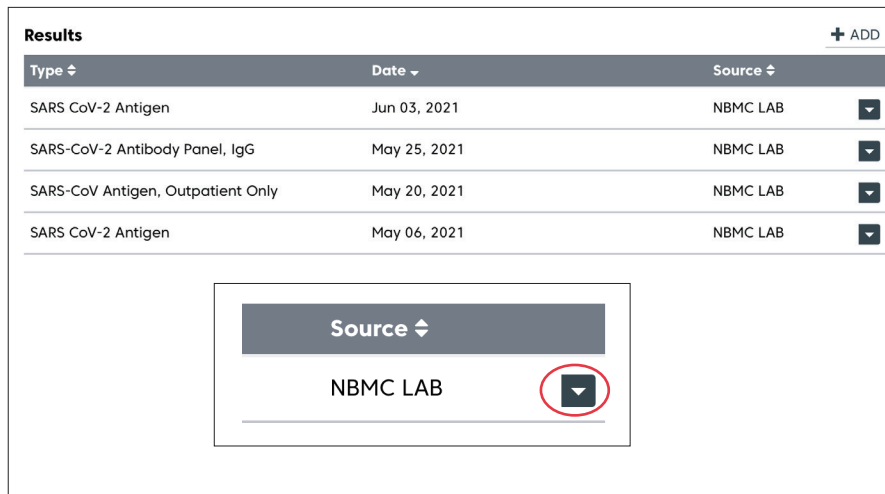 Results + ADD
Type Date Source
SARS CoV-2 Antigen Jun 03, 2021 NBMC LAB
SARS-CoV-2 Antibody Panel, IgG May 25, 2021 NBMC LAB
SARS-CoV Antigen, Outpatient Only May 20, 2021 NBMC LAB
SARS CoV-2 Antigen May 06, 2021 NBMC LAB
Source
NBMC LAB